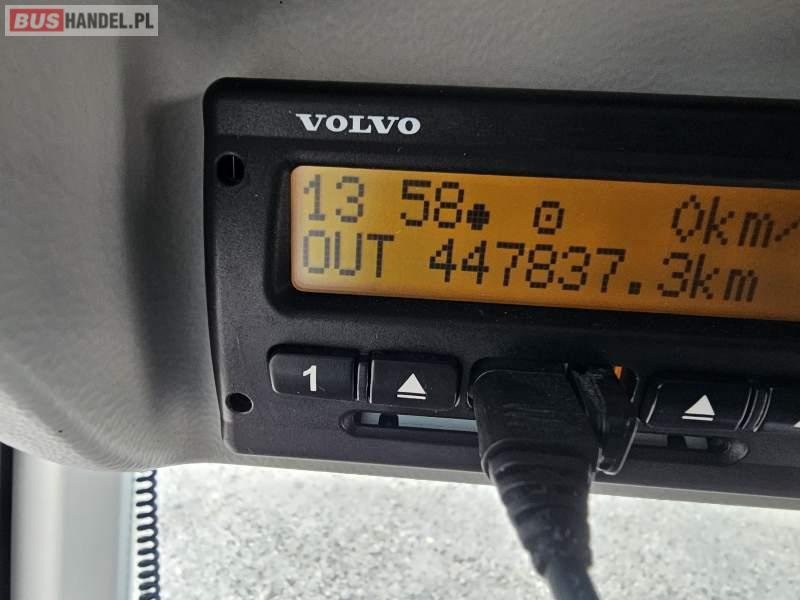 BUSHANDEL.PL
VOLVO
13 58 0km/
OUT 447837.3km
1